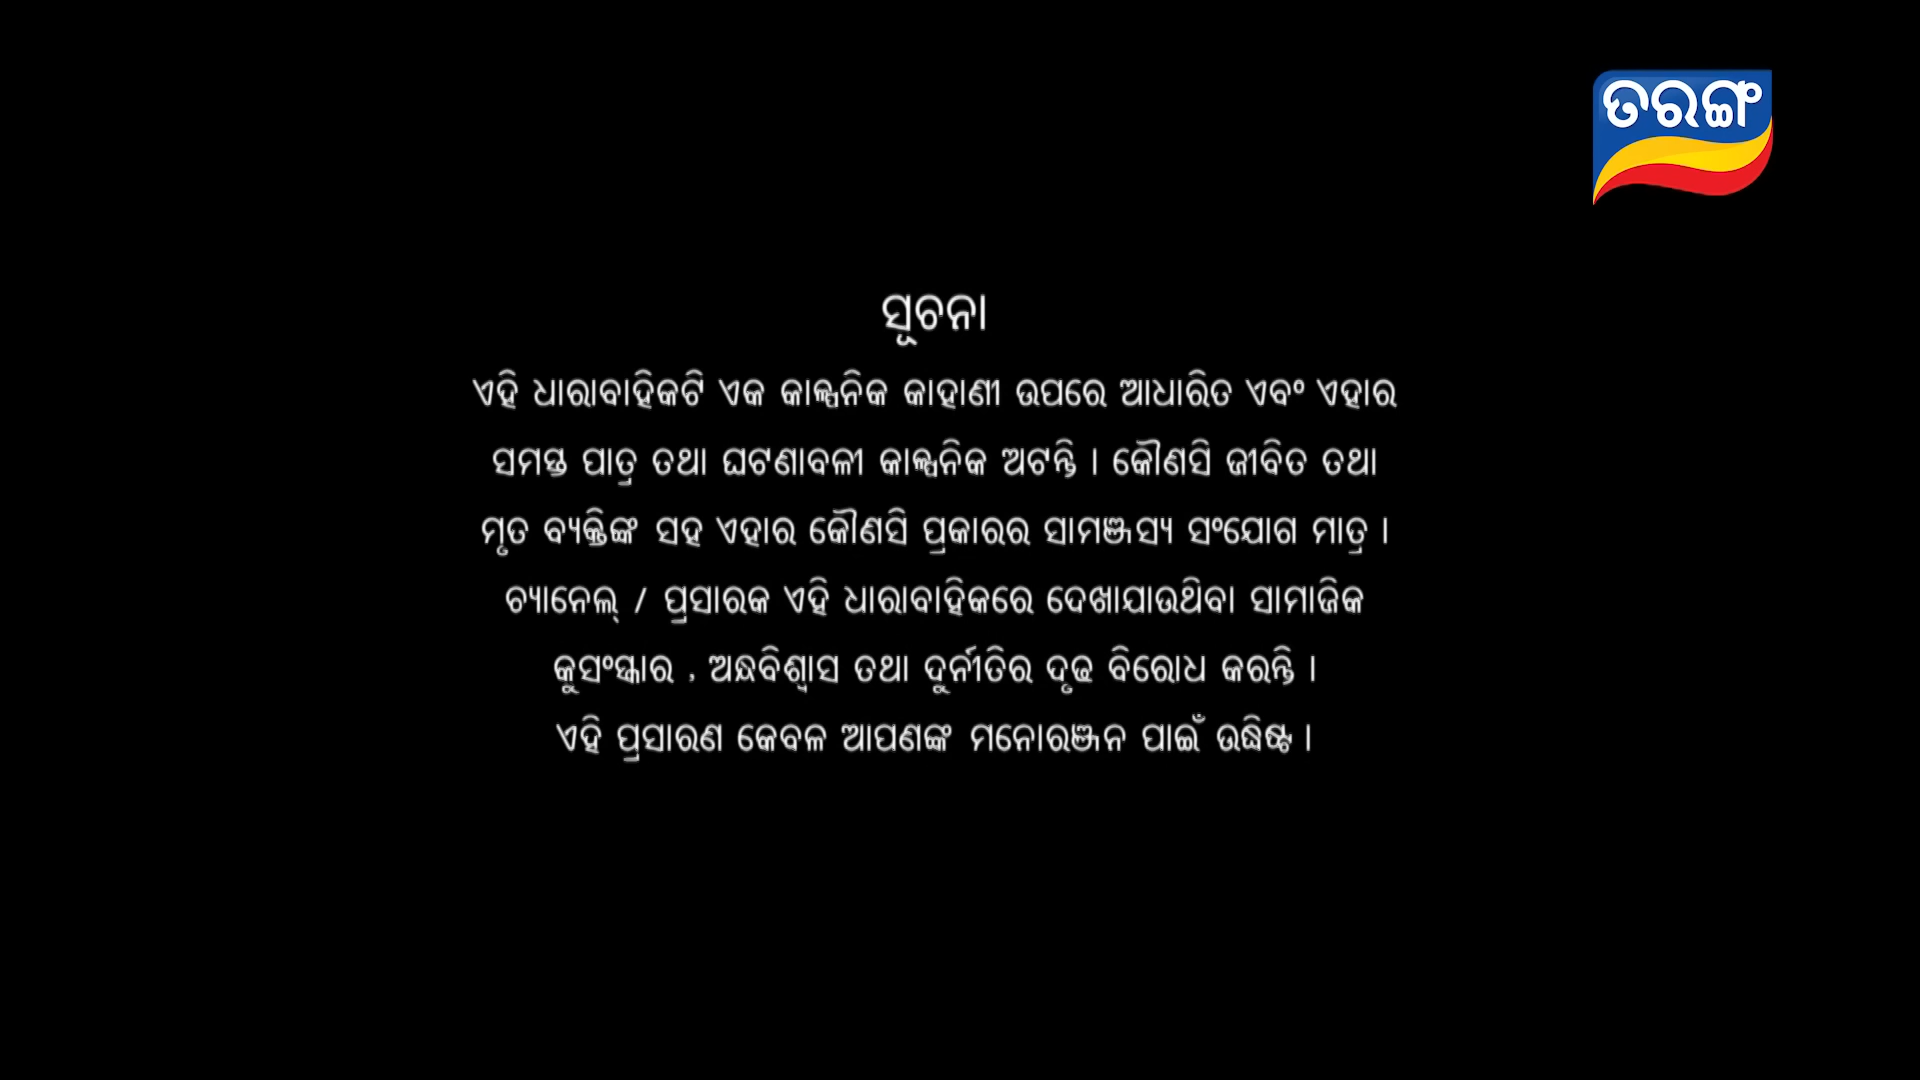 ତରଙ୍ଗ
ସୂଚନା
ଏହି ଧାରାବାହିକଟି ଏକ କାଳ୍ପନିକ କାହାଣୀ ଉପରେ ଆଧାରିତ ଏବଂ ଏହାର
ସମସ୍ତ ପାତ୍ର ତଥା ଘଟଣାବଳୀ କାଳ୍ପନିକ ଅଟନ୍ତି । କୌଣସି ଜୀବିତ ତଥା
ମୃତ ବ୍ୟକ୍ତିଙ୍କ ସହ ଏହାର କୌଣସି ପ୍ରକାରର ସାମଞ୍ଜସ୍ୟ ସଂଯୋଗ ମାତ୍ର ।
ଚ୍ୟାନେଲ୍ / ପ୍ରସାରକ ଏହି ଧାରାବାହିକରେ ଦେଖାଯାଉଥିବା ସାମାଜିକ
କୁସଂସ୍କାର , ଅନ୍ଧବିଶ୍ୱାସ ତଥା ଦୁର୍ନୀତିର ଦୃଢ ବିରୋଧ କରନ୍ତି ।
ଏହି ପ୍ରସାରଣ କେବଳ ଆପଣଙ୍କ ମନୋରଞ୍ଜନ ପାଇଁ ଉଦ୍ଧିଷ୍ଟ ।